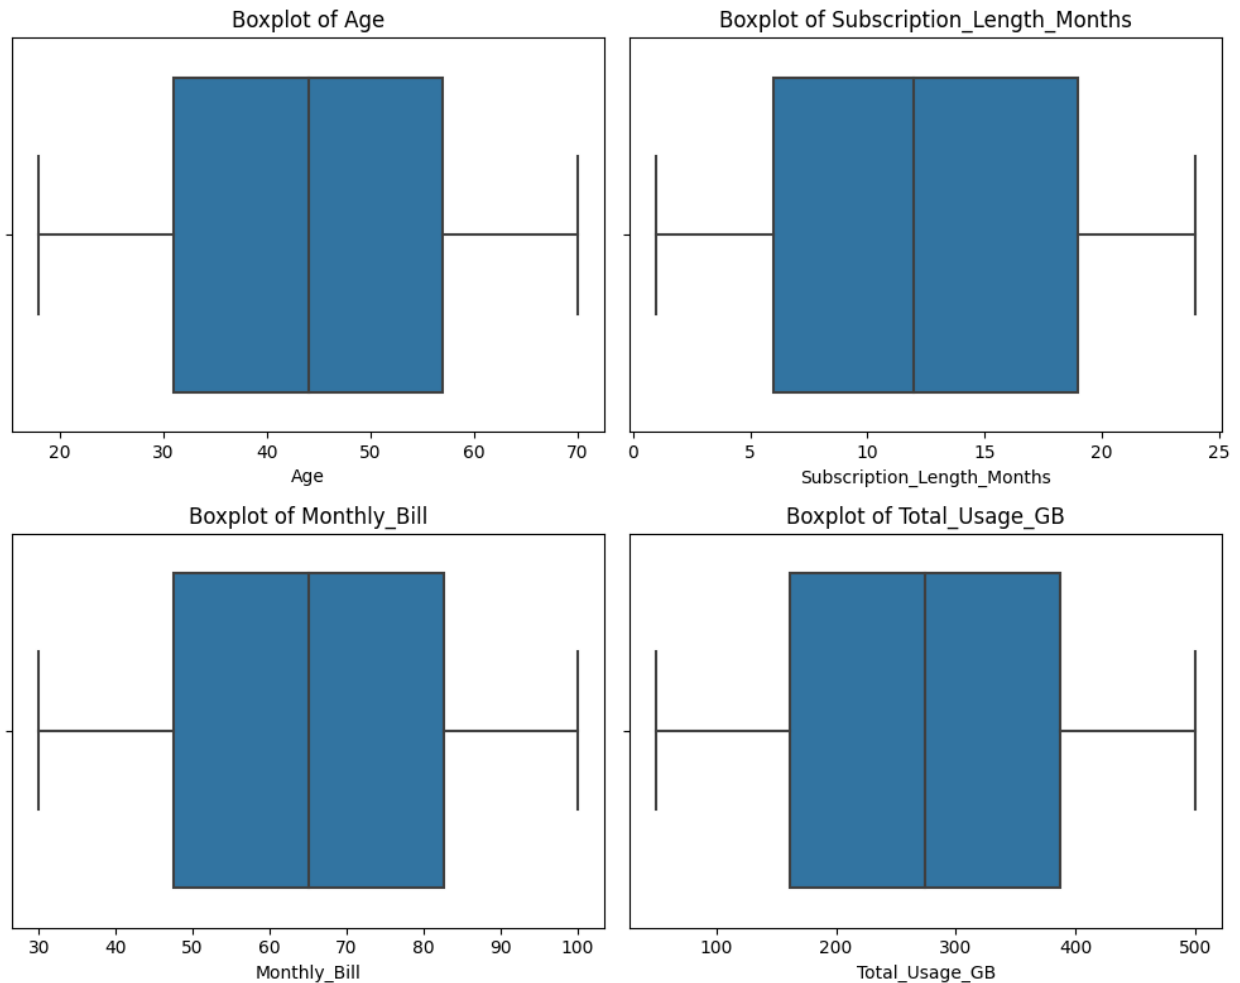 Boxplot of Age
20 30 40 50 60 70
Age
Boxplot of Subscription_Length_Months
0 5 10 15 20 25
Subscription_Length_Months
Boxplot of Monthly_Bill
30 40 50 60 70 80 90 100
Monthly_Bill
Boxplot of Total_Usage_GB
100 200 300 400 500
Total_Usage_GB